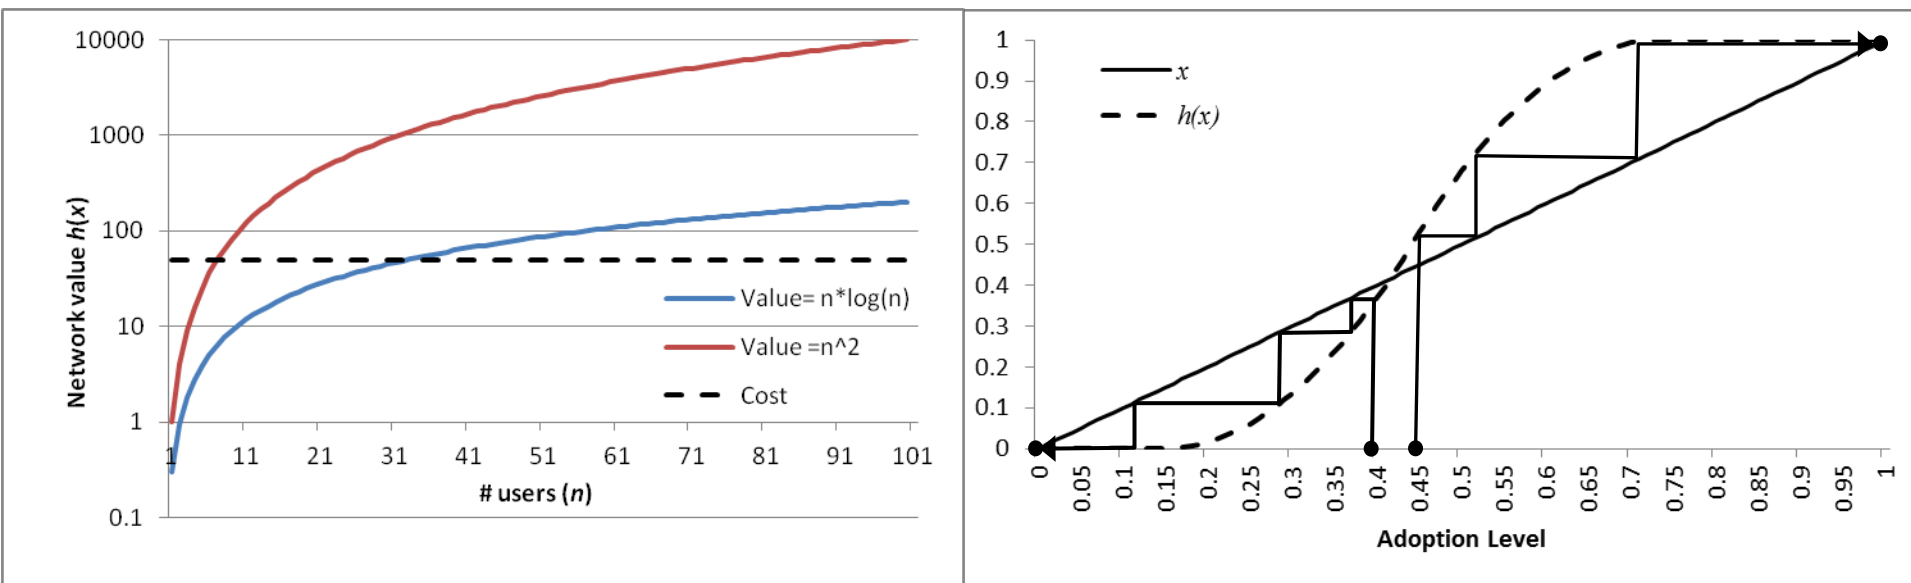 10000
1000
100
10
1
0.1
Network value h(x)
Value= n*log(n)
Value =n^2
Cost
1 11 21 31 41 51 61 71 81 91 101
# users (n)
1
0.9
0.8
0.7
0.6
0.5
0.4
0.3
0.2
0.1
0
x
h(x)
0 0.05 0.1 0.15 0.2 0.25 0.3 0.35 0.4 0.45 0.5 0.55 0.6 0.65 0.7 0.75 0.8 0.85 0.9 0.95 1
Adoption Level